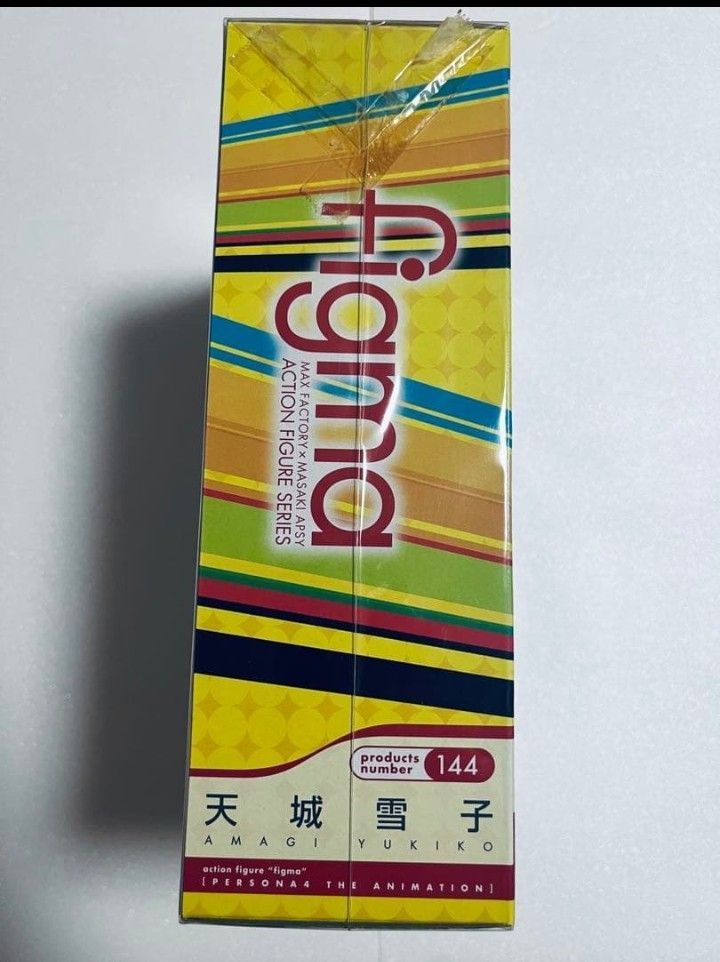 figma
MAX FACTORY × MASAKI APSY
ACTION FIGURE SERIES
products
number 144
天城雪子
AMAGI YUKIKO
action figure "figma"
[PERSONA4 THE ANIMATION]